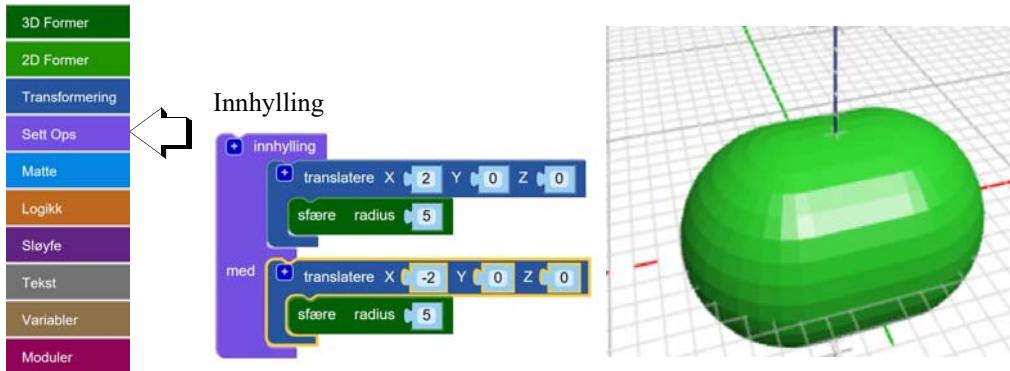 3D Former
2D Former
Transformering
Sett Ops
Matte
Logikk
Sløyfe
Tekst
Variabler
Moduler
Innhylling
+ innhylling
+ translatere X 2 Y 0 Z 0
sfære radius 5
med + translatere X -2 Y 0 Z 0
sfære radius 5